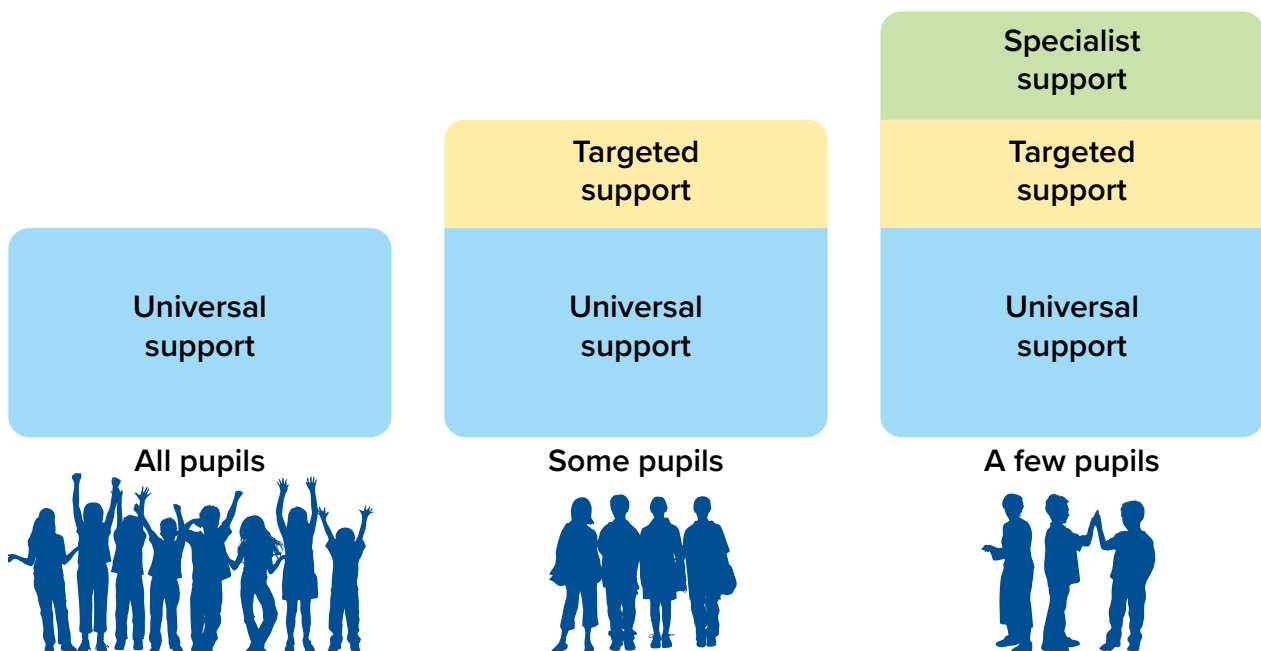 Universal
support
All pupils
Targeted
support
Universal
support
Some pupils
Specialist
support
Targeted
support
Universal
support
A few pupils